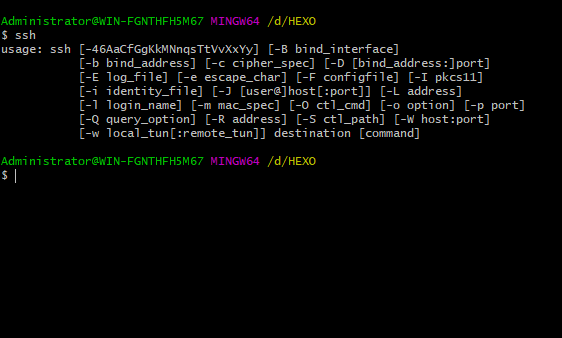 Administrator@WIN-FGNTHFH5M67 MINGW64 /d/HEXO
$ ssh
usage: ssh [-46AaCfGgKkMNnqsTtVvXxYy] [-B bind_interface]
           [-b bind_address] [-c cipher_spec] [-D [bind_address:]port]
           [-E log_file] [-e escape_char] [-F configfile] [-I pkcs11]
           [-i identity_file] [-J [user@]host[:port]] [-L address]
           [-l login_name] [-m mac_spec] [-O ctl_cmd] [-o option] [-p port]
           [-Q query_option] [-R address] [-S ctl_path] [-W host:port]
           [-w local_tun[:remote_tun]] destination [command]
Administrator@WIN-FGNTHFH5M67 MINGW64 /d/HEXO
$